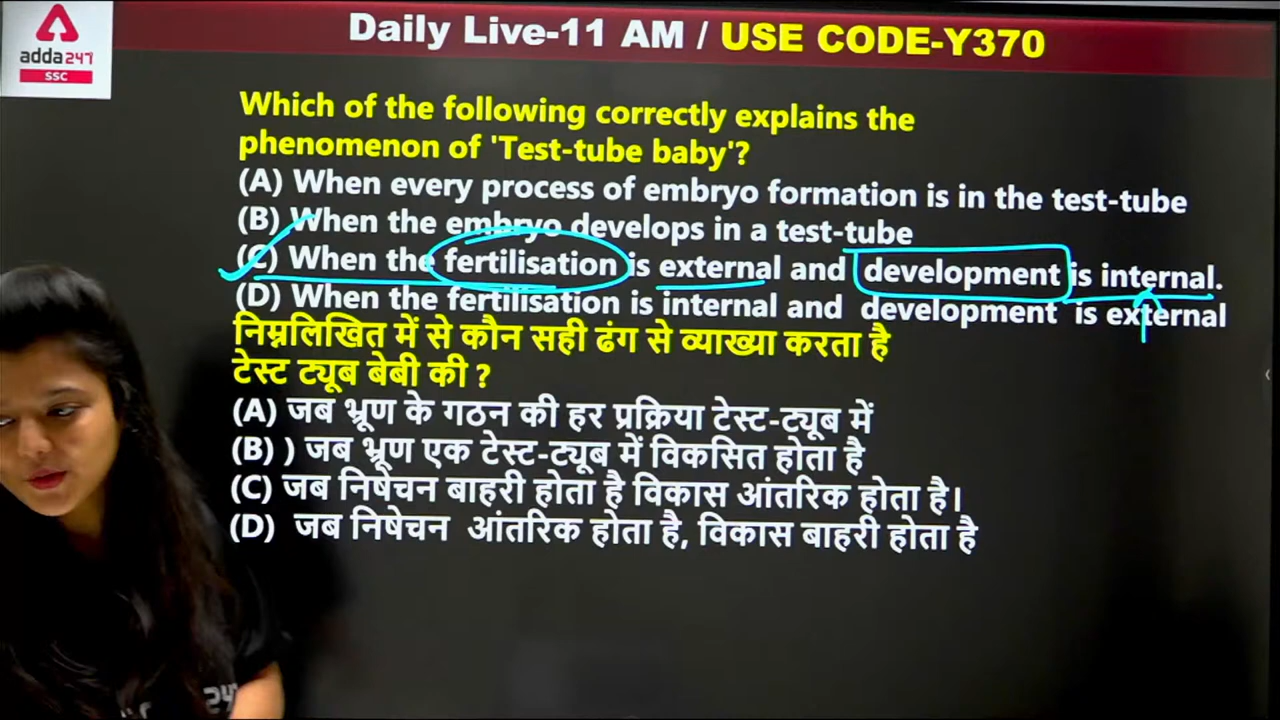 adda247
SSC
Daily Live-11 AM / USE CODE-Y370
Which of the following correctly explains the
phenomenon of 'Test-tube baby'?
(A) When every process of embryo formation is in the test-tube
(B) When the embryo develops in a test-tube
(C) When the fertilisation is external and development is internal.
(D) When the fertilisation is internal and development is external
निम्नलिखित में से कौन सही ढंग से व्याख्या करता है
टेस्ट ट्यूब बेबी की ?
(A) जब भ्रूण के गठन की हर प्रक्रिया टेस्ट-ट्यूब में
(B) ) जब भ्रूण एक टेस्ट-ट्यूब में विकसित होता है
(C) जब निषेचन बाहरी होता है विकास आंतरिक होता है।
(D) जब निषेचन आंतरिक होता है, विकास बाहरी होता है